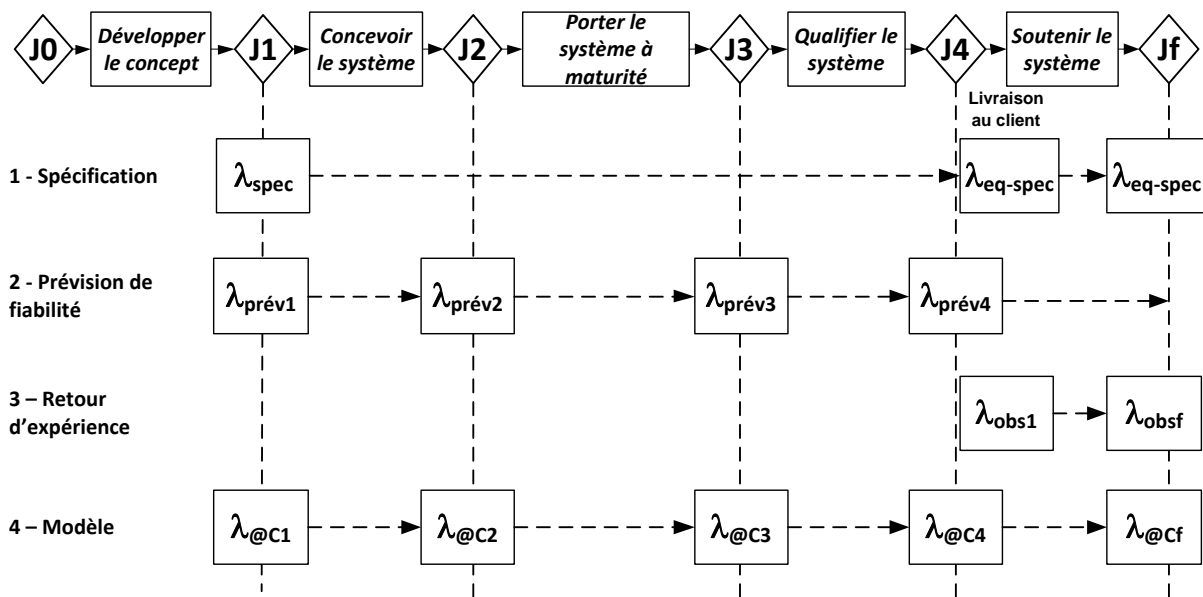 J0
Développer
le concept
J1
Concevoir
le système
J2
Porter le
système à
maturité
J3
Qualifier le
système
J4
Soutenir le
système
Jf
Livraison
au client
1 - Spécification
λspec
λeq-spec
λeq-spec
2 - Prévision de
fiabilité
λprév1
λprév2
λprév3
λprév4
3 – Retour
d’expérience
λobs1
λobsf
4 – Modèle
λ@C1
λ@C2
λ@C3
λ@C4
λ@Cf